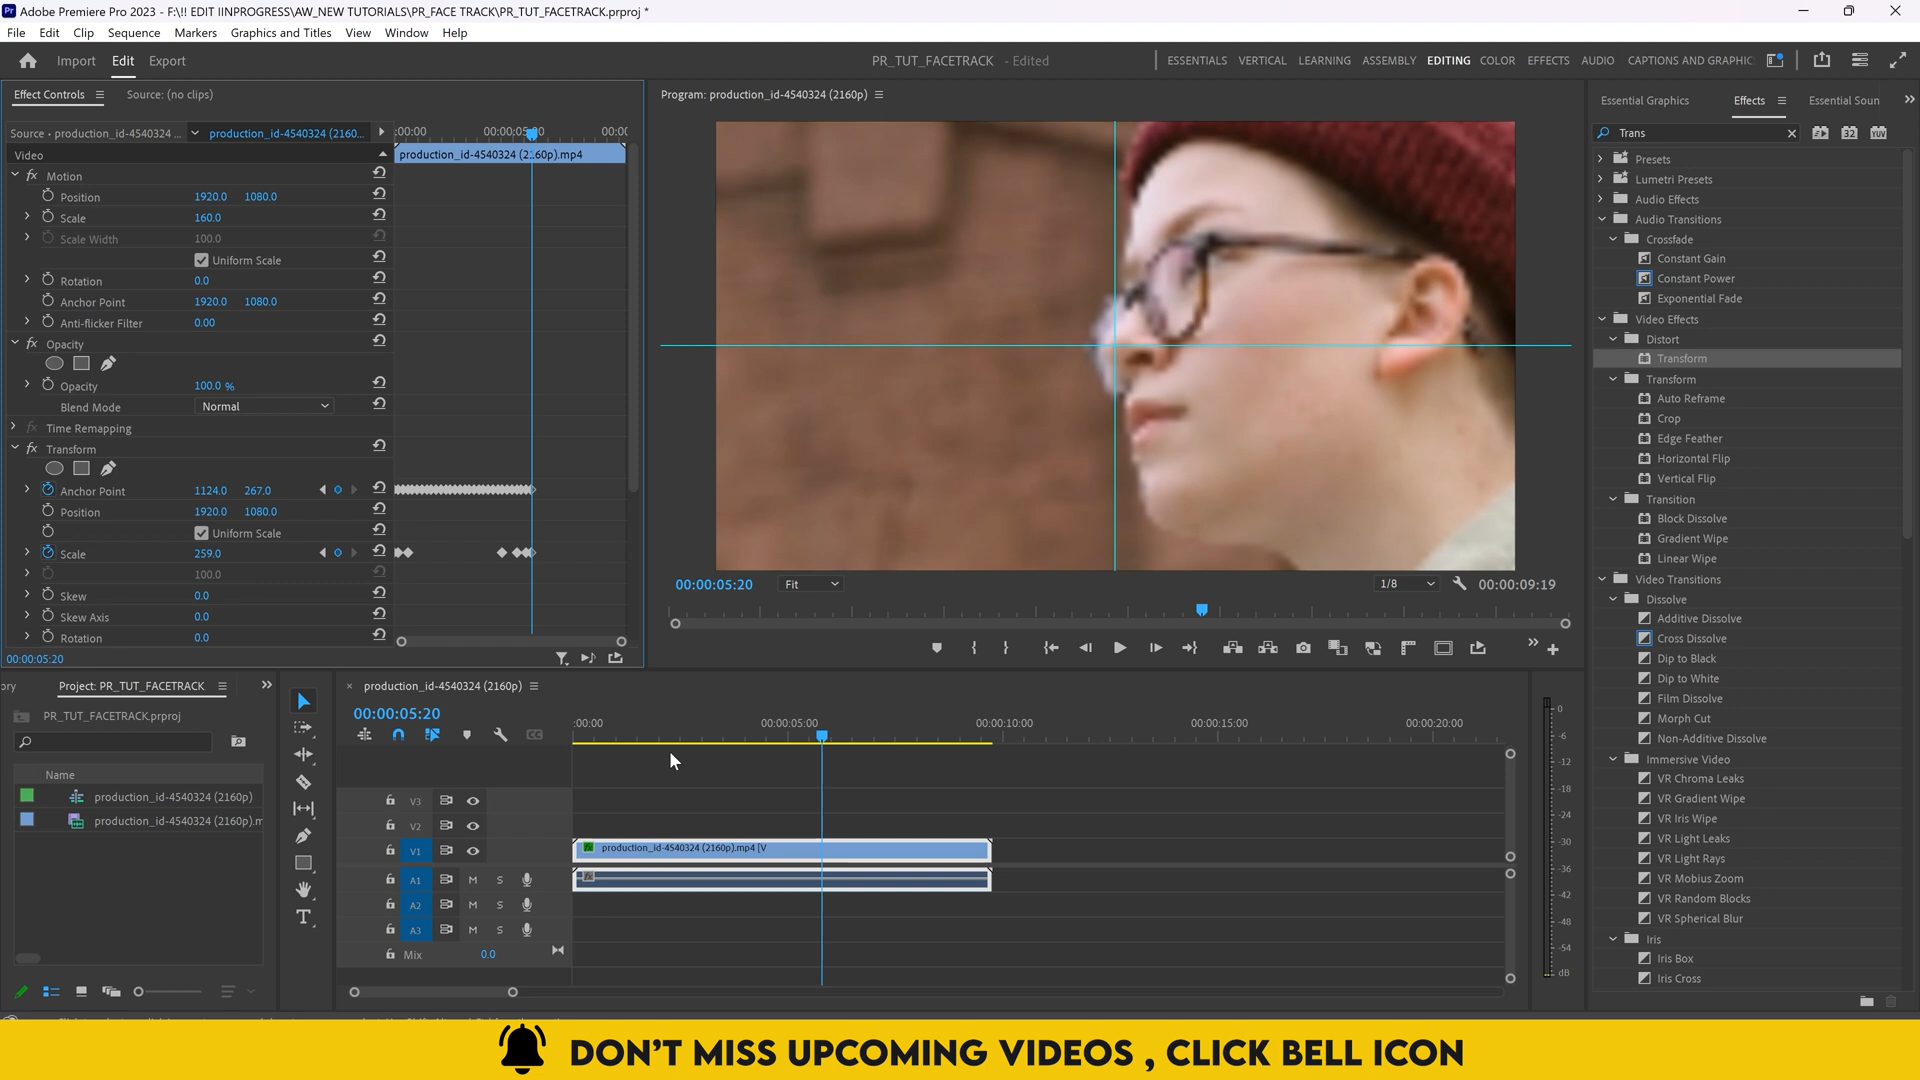 Adobe Premiere Pro 2023 - F:\!! EDIT IINPROGRESS\AW_NEW TUTORIALS\PR_FACE TRACK\PR_TUT_FACETRACK.prproj *
File Edit Clip Sequence Markers Graphics and Titles View Window Help
Import Edit Export
PR_TUT_FACETRACK - Edited
ESSENTIALS VERTICAL LEARNING ASSEMBLY EDITING COLOR EFFECTS AUDIO CAPTIONS AND GRAPHIC
Effect Controls
Source: (no clips)
Source • production_id-4540324 ...
production_id-4540324 (2160...
:00:00 00:00:05:00 00:00
Video
production_id-4540324 (2160p).mp4
Motion
Position 1920.0 1080.0
Scale 160.0
Scale Width 100.0
Uniform Scale
Rotation 0.0
Anchor Point 1920.0 1080.0
Anti-flicker Filter 0.00
Opacity
Opacity 100.0 %
Blend Mode Normal
Time Remapping
Transform
Anchor Point 1124.0 267.0
Position 1920.0 1080.0
Uniform Scale
Scale 259.0
100.0
Skew 0.0
Skew Axis 0.0
Rotation 0.0
00:00:05:20
Program: production_id-4540324 (2160p)
00:00:05:20 Fit 1/8 00:00:09:19
Essential Graphics Effects Essential Soun
Trans
Presets
Lumetri Presets
Audio Effects
Audio Transitions
Crossfade
Constant Gain
Constant Power
Exponential Fade
Video Effects
Distort
Transform
Transform
Auto Reframe
Crop
Edge Feather
Horizontal Flip
Vertical Flip
Transition
Block Dissolve
Gradient Wipe
Linear Wipe
Video Transitions
Dissolve
Additive Dissolve
Cross Dissolve
Dip to Black
Dip to White
Film Dissolve
Morph Cut
Non-Additive Dissolve
Immersive Video
VR Chroma Leaks
VR Gradient Wipe
VR Iris Wipe
VR Light Leaks
VR Light Rays
VR Mobius Zoom
VR Random Blocks
VR Spherical Blur
Iris
Iris Box
Iris Cross
ory Project: PR_TUT_FACETRACK
PR_TUT_FACETRACK.prproj
Name
production_id-4540324 (2160p)
production_id-4540324 (2160p).m
production_id-4540324 (2160p)
00:00:05:20
:00:00 00:00:05:00 00:00:10:00 00:00:15:00 00:00:20:00
V3
V2
V1
production_id-4540324 (2160p).mp4 [V
A1 M S
A2 M S
A3 M S
Mix 0.0
0
-6
-12
-18
-24
-30
-36
-42
-48
-54
dB
DON'T MISS UPCOMING VIDEOS , CLICK BELL ICON